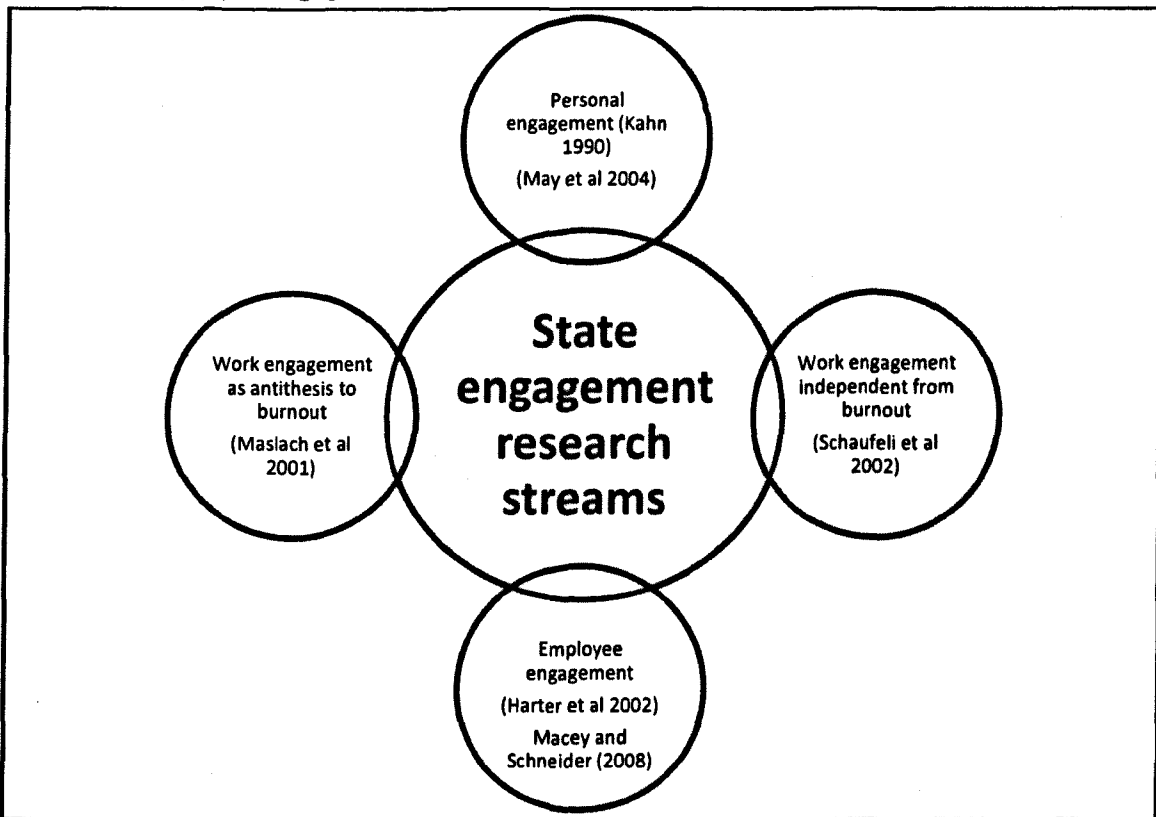 Personal
engagement (Kahn
1990)
(May et al 2004)
Work engagement
as antithesis to
burnout
(Maslach et al
2001)
State
engagement
research
streams
Work engagement
independent from
burnout
(Schaufeli et al
2002)
Employee
engagement
(Harter et al 2002)
Macey and
Schneider (2008)